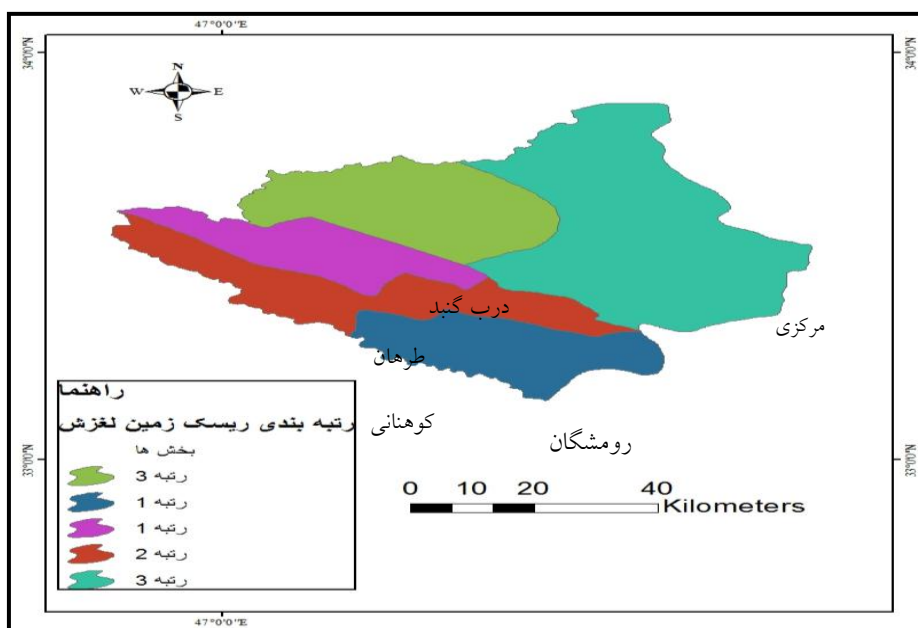 47°0'0"E
34°0'0"N
34°0'0"N
N
W E
S
درب گنبد
مرکزی
طرهان
کوهنانی
رومشگان
33°0'0"N
33°0'0"N
راهنما
رتبه بندی ریسک زمین لغزش
بخش ها
رتبه 3
رتبه 1
رتبه 1
رتبه 2
رتبه 3
0 10 20 40
Kilometers
47°0'0"E